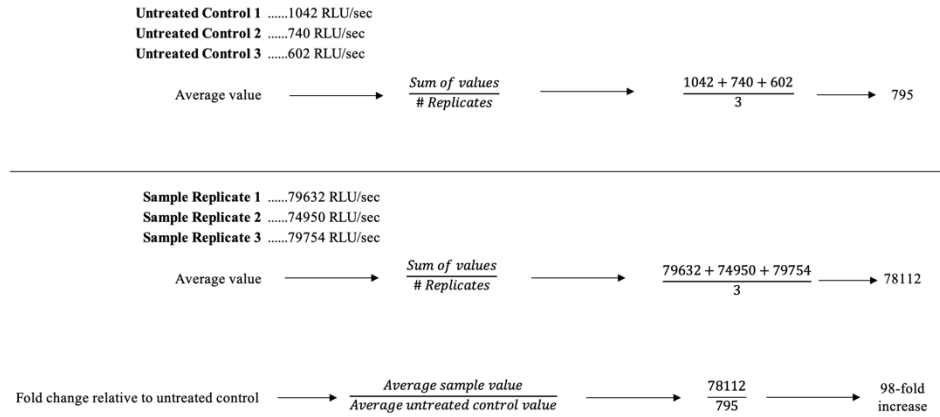 Untreated Control 1 ......1042 RLU/sec
Untreated Control 2 ......740 RLU/sec
Untreated Control 3 ......602 RLU/sec
Average value
Sum of values
# Replicates
1042 + 740 + 602
3
795
Sample Replicate 1 ......79632 RLU/sec
Sample Replicate 2 ......74950 RLU/sec
Sample Replicate 3 ......79754 RLU/sec
Average value
Sum of values
# Replicates
79632 + 74950 + 79754
3
78112
Fold change relative to untreated control
Average sample value
Average untreated control value
78112
795
98-fold
increase